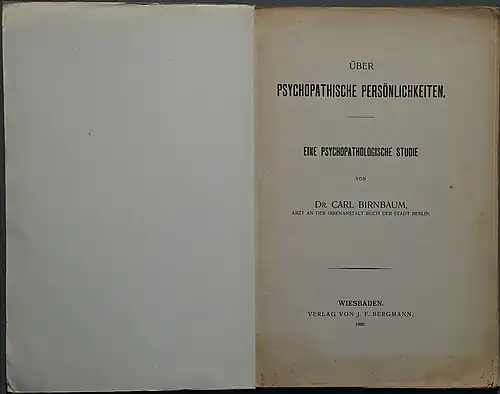 ÜBER
PSYCHOPATHISCHE PERSÖNLICHKEITEN.
EINE PSYCHOPATHOLOGISCHE STUDIE
VON
DR. CARL BIRNBAUM,
ARZT AN DER IRRENANSTALT BUCH DER STADT BERLIN.
WIESBADEN.
VERLAG VON J. F. BERGMANN.
1909.